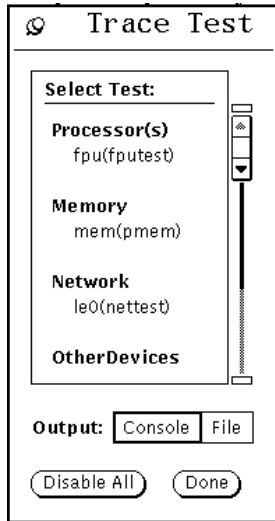 Trace Test
Select Test:
Processor(s)
fpu(fputest)
Memory
mem(pmem)
Network
le0(nettest)
OtherDevices
Output: Console File
Disable All Done